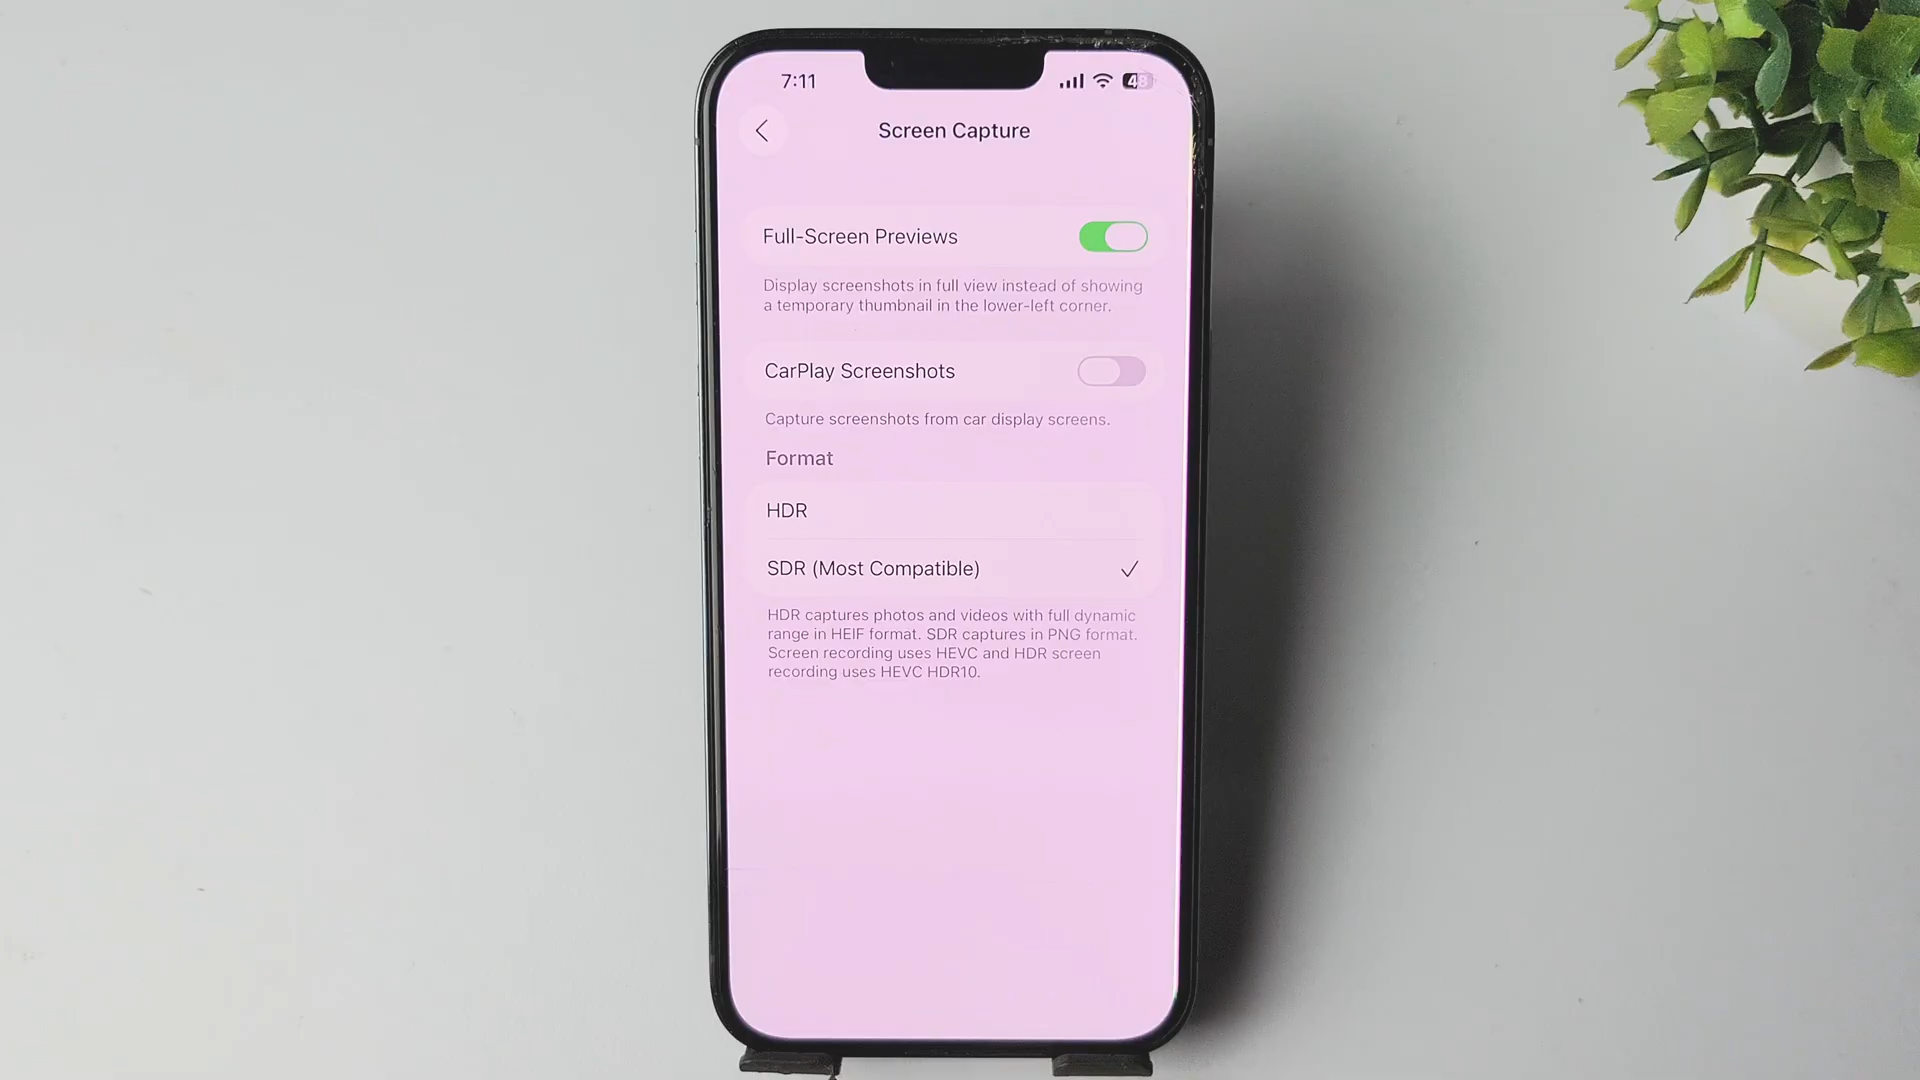 7:11
48
Screen Capture
Full-Screen Previews
Display screenshots in full view instead of showing
a temporary thumbnail in the lower-left corner.
CarPlay Screenshots
Capture screenshots from car display screens.
Format
HDR
SDR (Most Compatible)
HDR captures photos and videos with full dynamic
range in HEIF format. SDR captures in PNG format.
Screen recording uses HEVC and HDR screen
recording uses HEVC HDR10.